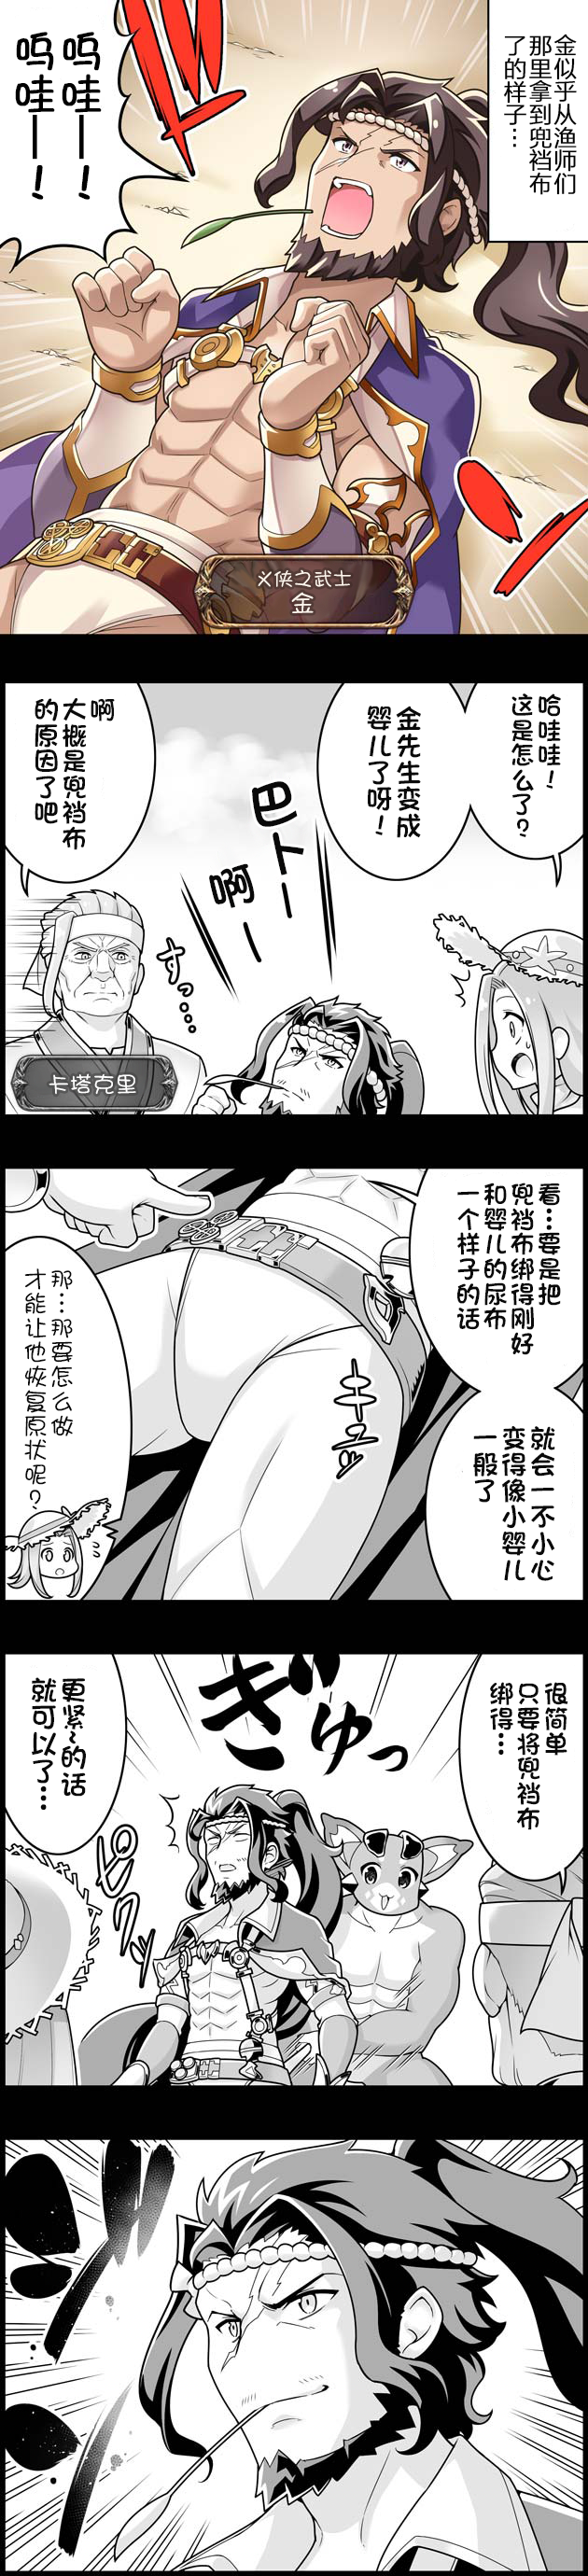 金似乎从渔师们
那里拿到兜裆布
了的样子…
呜哇—！
呜哇—！
义侠之武士
金
哈哇哇！
这是怎么了？
金先生变成
婴儿了呀！
巴卜—
啊—
啊
大概是兜裆布
的原因了吧
すっ…
卡塔克里
看…要是把
兜裆布绑得刚好
和婴儿的尿布
一个样子的话
就会一不小心
变得像小婴儿
一般了
キュッ
那…那要怎么做
才能让他恢复原状呢？
很简单
只要将兜裆布
绑得…
ぎゅっ
更紧~的话
就可以了…
ピクッ